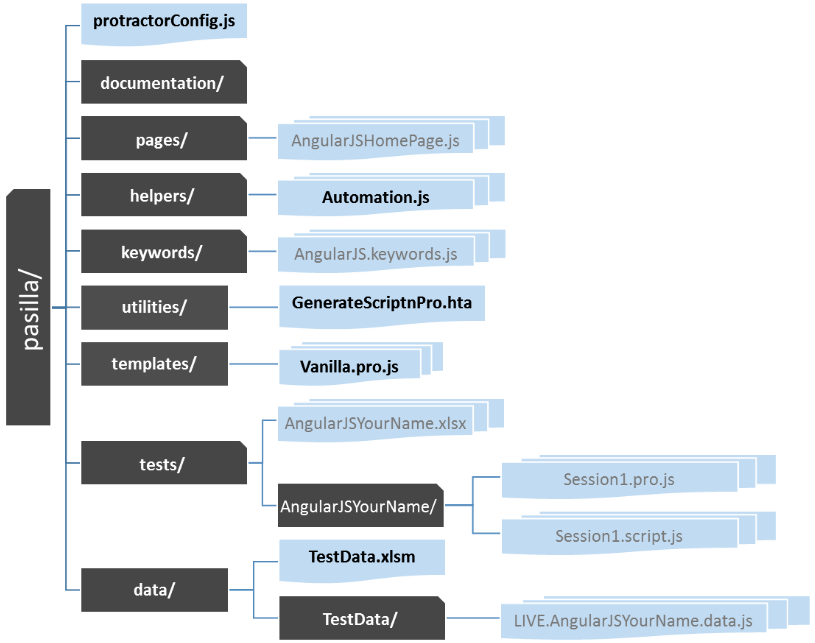 pasilla/
protractorConfig.js
documentation/
pages/
AngularJSHomePage.js
helpers/
Automation.js
keywords/
AngularJS.keywords.js
utilities/
GenerateScriptnPro.hta
templates/
Vanilla.pro.js
tests/
AngularJSYourName.xlsx
AngularJSYourName/
Session1.pro.js
Session1.script.js
data/
TestData.xlsm
TestData/
LIVE.AngularJSYourName.data.js